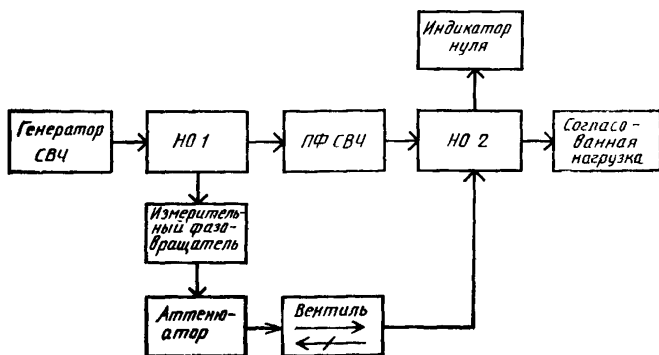 Индикатор
нуля
Генератор
СВЧ
НО 1
ПФ СВЧ
НО 2
Согласо-
ванная
нагрузка
Измеритель-
ный фазо-
вращатель
Аттеню-
атор
Вентиль